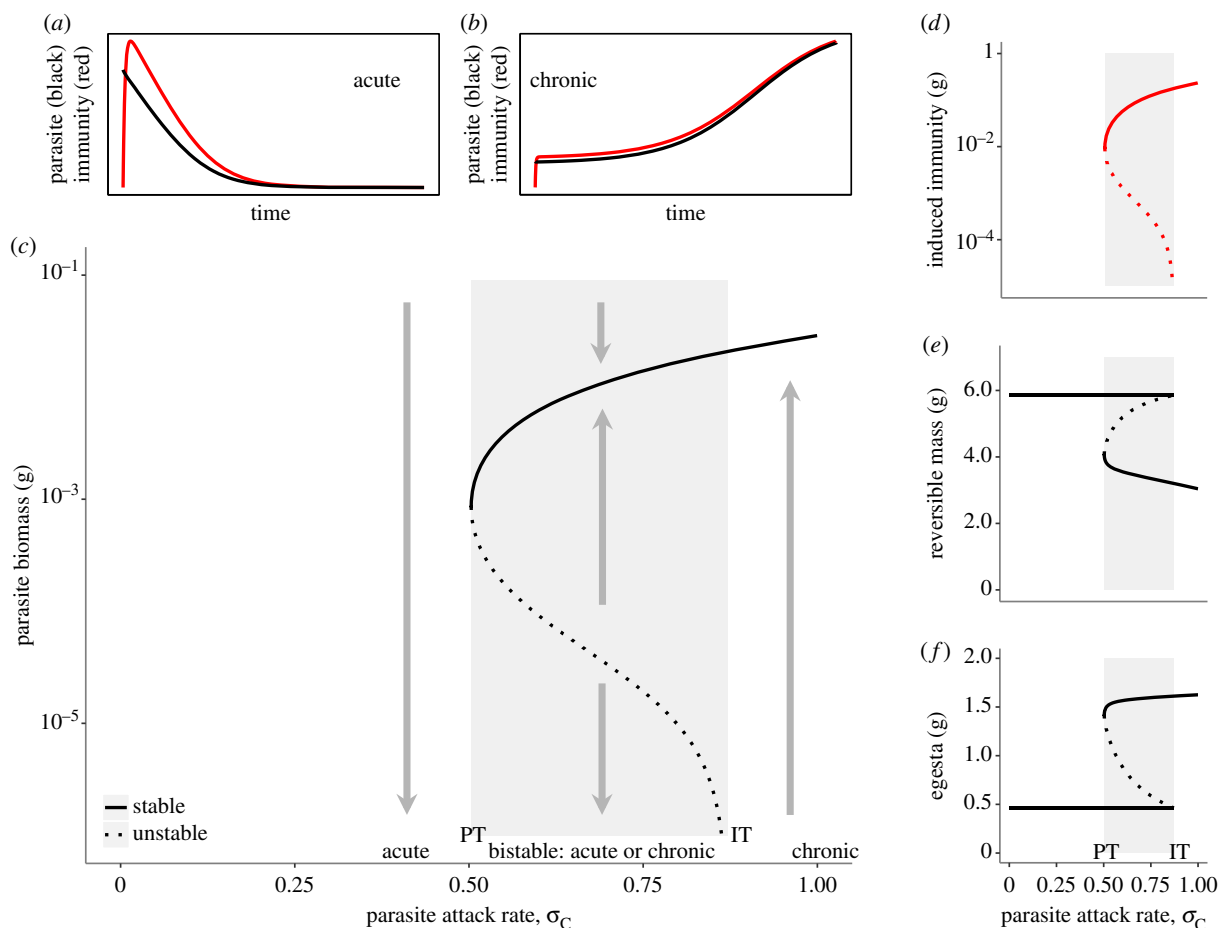 (a)
parasite (black)
immunity (red)
acute
time
(b)
parasite (black)
immunity (red)
chronic
time
(c)
parasite biomass (g)
10⁻¹
10⁻³
10⁻⁵
stable
unstable
PT
IT
acute
bistable: acute or chronic
chronic
0
0.25
0.50
0.75
1.00
parasite attack rate, σC
(d)
induced immunity (g)
1
10⁻²
10⁻⁴
(e)
reversible mass (g)
6.0
4.0
2.0
0
(f)
egesta (g)
2.0
1.5
1.0
0.5
0
PT
IT
0
0.25
0.50
0.75
1.00
parasite attack rate, σC